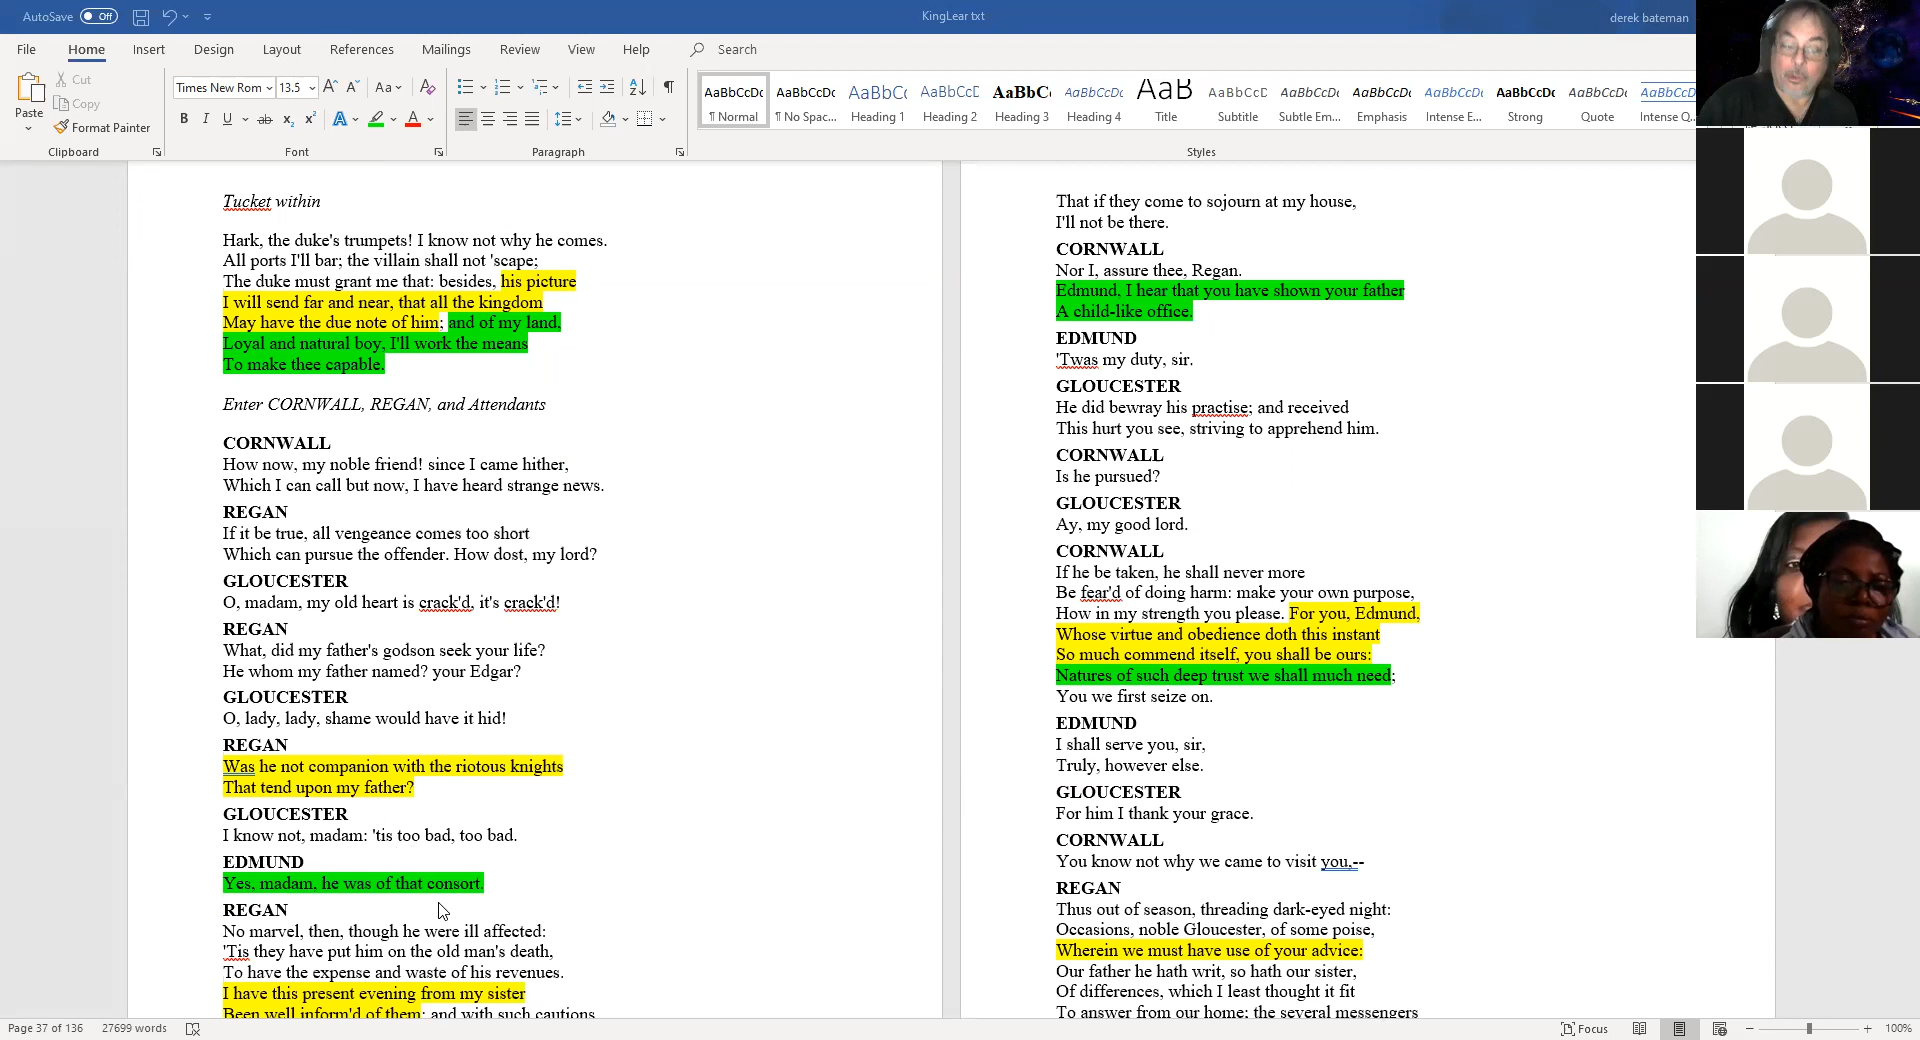 AutoSave Off KingLear txt derek bateman
File Home Insert Design Layout References Mailings Review View Help Search
Paste Cut Copy Format Painter
Times New Rom 13.5
AaBbCcDc AaBbCcDc AaBbC AaBbCcD AaBbC AaBbCcDc AaB AaBbCcD AaBbCcDc AaBbCcDc AaBbCcDc AaBbCcDc AaBbCcDc AaBbCcDc
¶ Normal ¶ No Spac... Heading 1 Heading 2 Heading 3 Heading 4 Title Subtitle Subtle Em... Emphasis Intense E... Strong Quote Intense Q...
Clipboard Font Paragraph Styles
Tucket within
Hark, the duke's trumpets! I know not why he comes.
All ports I'll bar; the villain shall not 'scape;
The duke must grant me that: besides, his picture
I will send far and near, that all the kingdom
May have the due note of him; and of my land,
Loyal and natural boy, I'll work the means
To make thee capable.
Enter CORNWALL, REGAN, and Attendants
CORNWALL
How now, my noble friend! since I came hither,
Which I can call but now, I have heard strange news.
REGAN
If it be true, all vengeance comes too short
Which can pursue the offender. How dost, my lord?
GLOUCESTER
O, madam, my old heart is crack'd, it's crack'd!
REGAN
What, did my father's godson seek your life?
He whom my father named? your Edgar?
GLOUCESTER
O, lady, lady, shame would have it hid!
REGAN
Was he not companion with the riotous knights
That tend upon my father?
GLOUCESTER
I know not, madam: 'tis too bad, too bad.
EDMUND
Yes, madam, he was of that consort.
REGAN
No marvel, then, though he were ill affected:
'Tis they have put him on the old man's death,
To have the expense and waste of his revenues.
I have this present evening from my sister
Been well inform'd of them; and with such cautions,
That if they come to sojourn at my house,
I'll not be there.
CORNWALL
Nor I, assure thee, Regan.
Edmund, I hear that you have shown your father
A child-like office.
EDMUND
'Twas my duty, sir.
GLOUCESTER
He did bewray his practise; and received
This hurt you see, striving to apprehend him.
CORNWALL
Is he pursued?
GLOUCESTER
Ay, my good lord.
CORNWALL
If he be taken, he shall never more
Be fear'd of doing harm: make your own purpose,
How in my strength you please. For you, Edmund,
Whose virtue and obedience doth this instant
So much commend itself, you shall be ours:
Natures of such deep trust we shall much need;
You we first seize on.
EDMUND
I shall serve you, sir,
Truly, however else.
GLOUCESTER
For him I thank your grace.
CORNWALL
You know not why we came to visit you,--
REGAN
Thus out of season, threading dark-eyed night:
Occasions, noble Gloucester, of some poise,
Wherein we must have use of your advice:
Our father he hath writ, so hath our sister,
Of differences, which I least thought it fit
To answer from our home; the several messengers
Page 37 of 136 27699 words Focus 100%